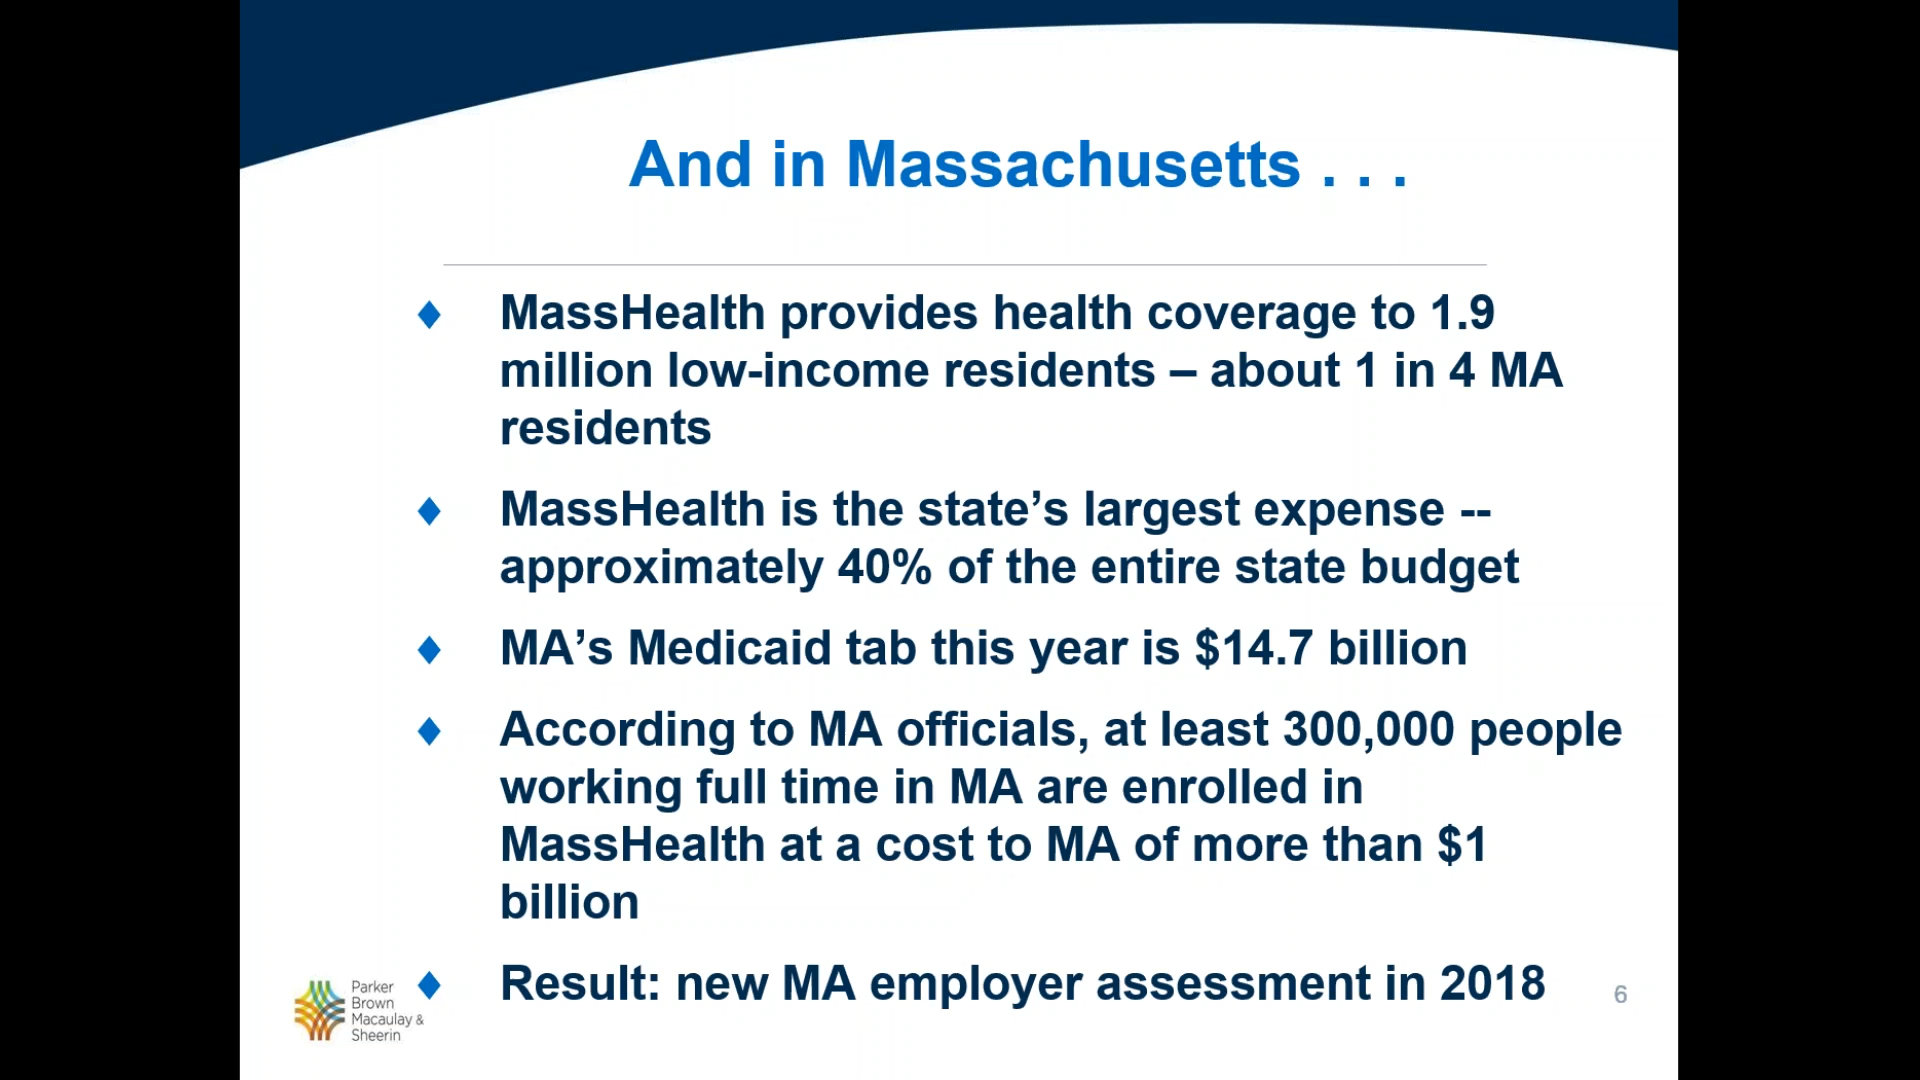 And in Massachusetts . . .
♦ MassHealth provides health coverage to 1.9
million low-income residents – about 1 in 4 MA
residents
♦ MassHealth is the state’s largest expense --
approximately 40% of the entire state budget
♦ MA’s Medicaid tab this year is $14.7 billion
♦ According to MA officials, at least 300,000 people
working full time in MA are enrolled in
MassHealth at a cost to MA of more than $1
billion
♦ Result: new MA employer assessment in 2018
Parker
Brown
Macaulay &
Sheerin
6